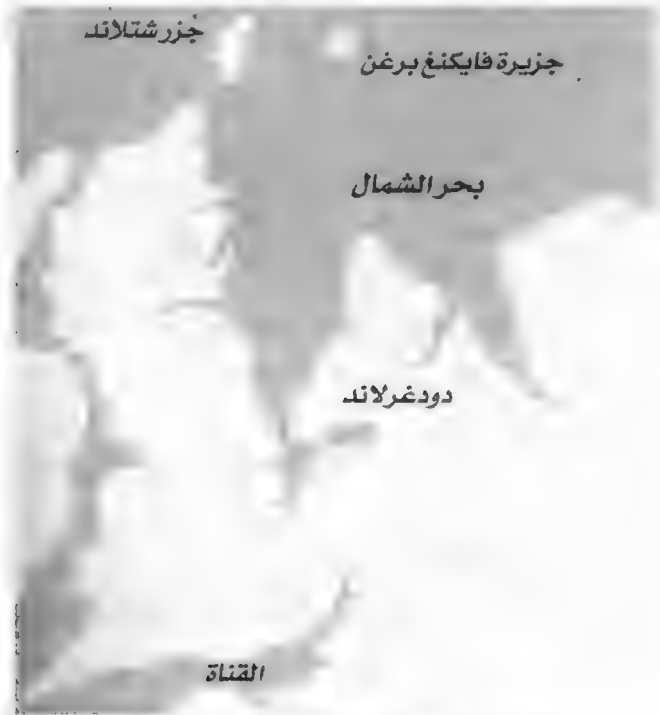 جزر شتلاند
جزيرة فايكنغ برغن
بحر الشمال
دودغرلاند
القناة